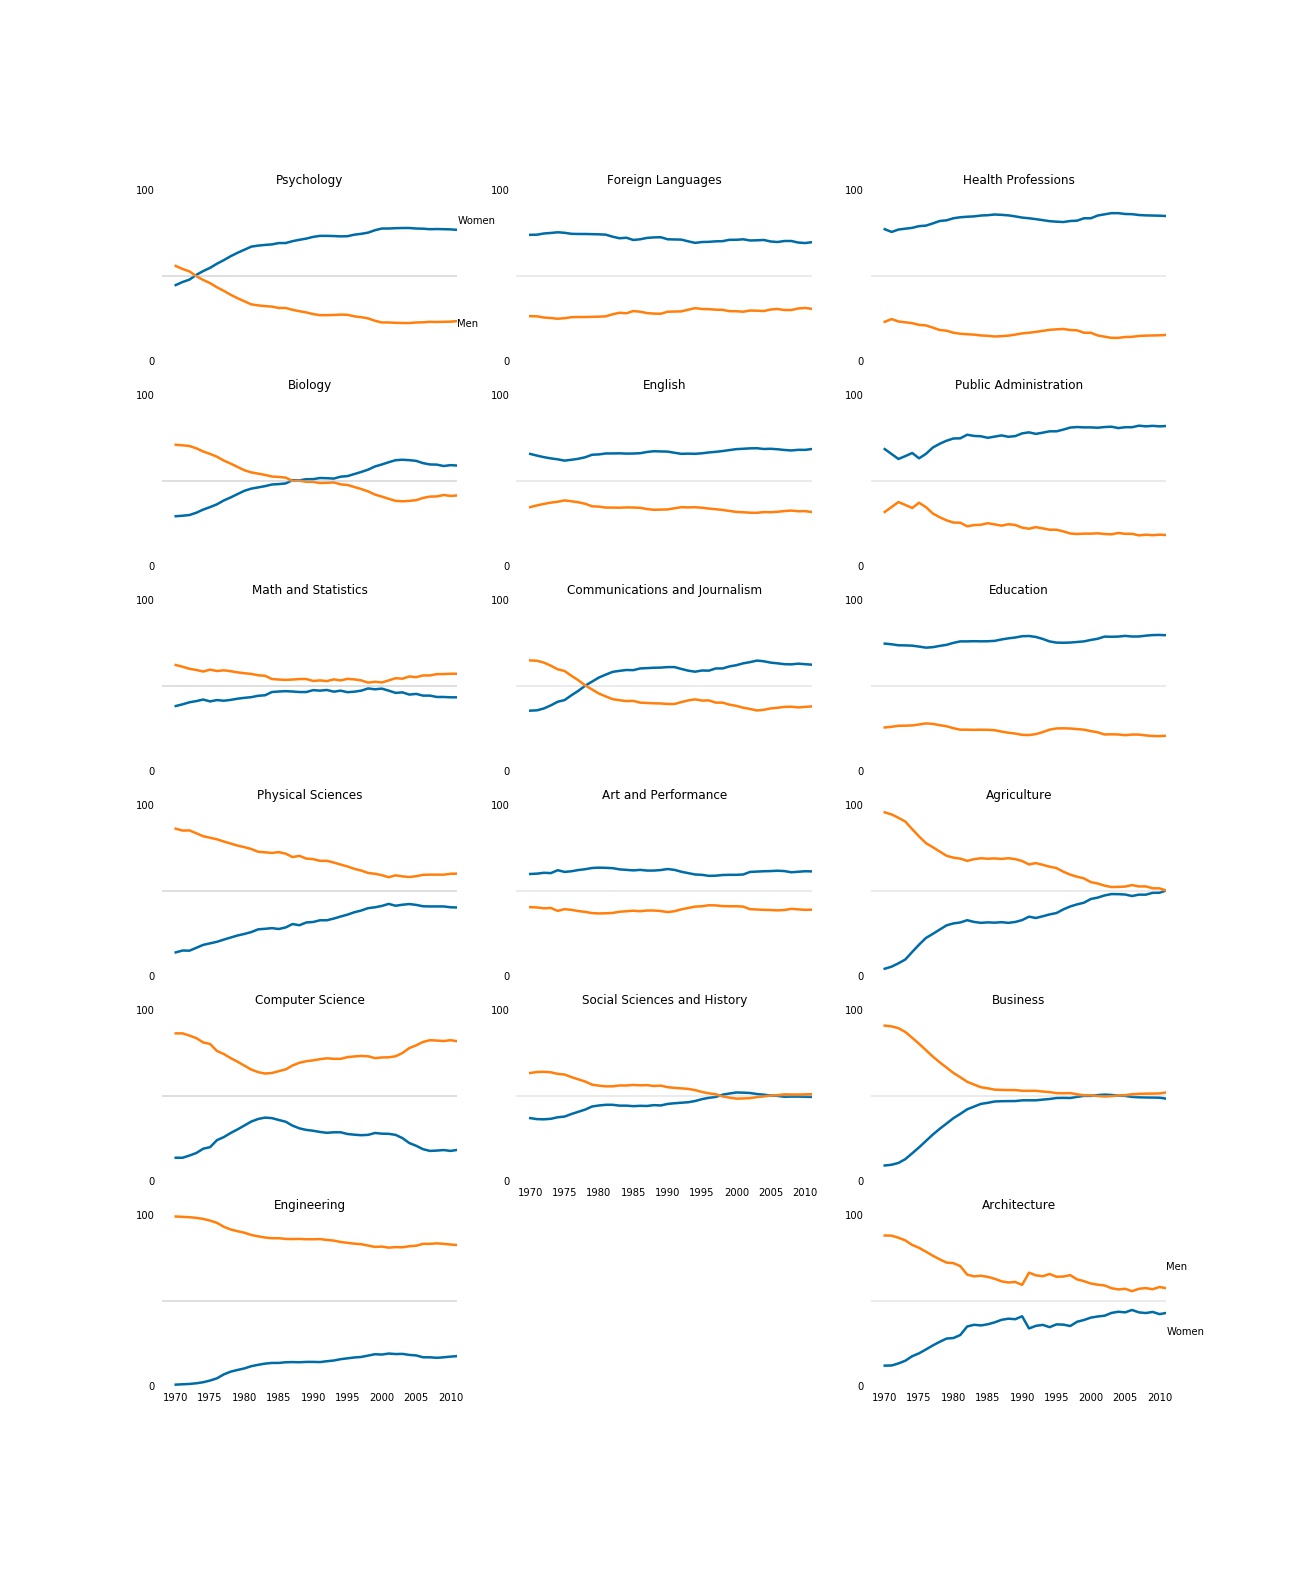 Psychology
100
Women
Men
0
Foreign Languages
100
0
Health Professions
100
0
Biology
100
0
English
100
0
Public Administration
100
0
Math and Statistics
100
0
Communications and Journalism
100
0
Education
100
0
Physical Sciences
100
0
Art and Performance
100
0
Agriculture
100
0
Computer Science
100
0
Social Sciences and History
100
0
1970 1975 1980 1985 1990 1995 2000 2005 2010
Business
100
0
Engineering
100
0
1970 1975 1980 1985 1990 1995 2000 2005 2010
Architecture
100
Men
Women
0
1970 1975 1980 1985 1990 1995 2000 2005 2010